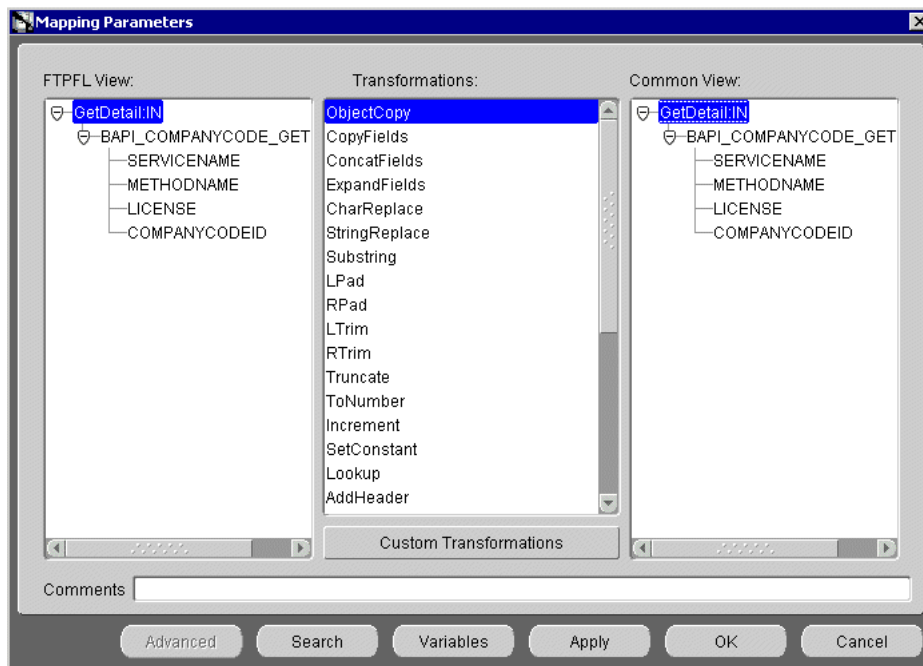 Mapping Parameters
FTPFL View:
Transformations:
Common View:
GetDetail:IN
BAPI_COMPANYCODE_GET
SERVICENAME
METHODNAME
LICENSE
COMPANYCODEID
ObjectCopy
CopyFields
ConcatFields
ExpandFields
CharReplace
StringReplace
Substring
LPad
RPad
LTrim
RTrim
Truncate
ToNumber
Increment
SetConstant
Lookup
AddHeader
Custom Transformations
GetDetail:IN
BAPI_COMPANYCODE_GET
SERVICENAME
METHODNAME
LICENSE
COMPANYCODEID
Comments
Advanced
Search
Variables
Apply
OK
Cancel